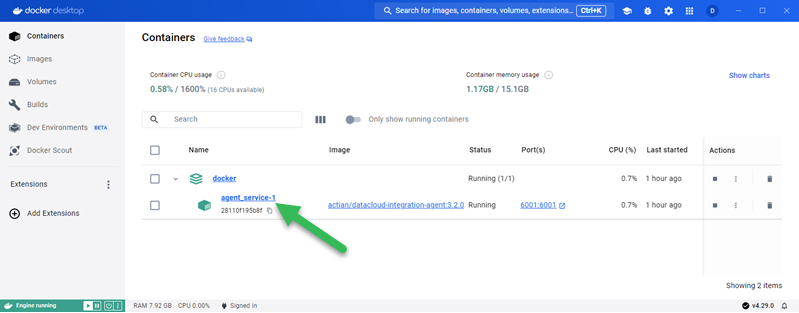 docker desktop
Search for images, containers, volumes, extensions... Ctrl+K
D
Containers
Images
Volumes
Builds
Dev Environments BETA
Docker Scout
Extensions
Add Extensions
Containers Give feedback
Container CPU usage
0.58% / 1600% (16 CPUs available)
Container memory usage
1.17GB / 15.1GB
Show charts
Search
Only show running containers
Name Image Status Port(s) CPU (%) Last started Actions
docker Running (1/1) 0.7% 1 hour ago
agent_service-1
28110f195b8f
actian/datacloud-integration-agent:3.2.0 Running 6001:6001 0.7% 1 hour ago
Showing 2 items
Engine running
RAM 7.92 GB CPU 0.00% Signed in
v4.29.0